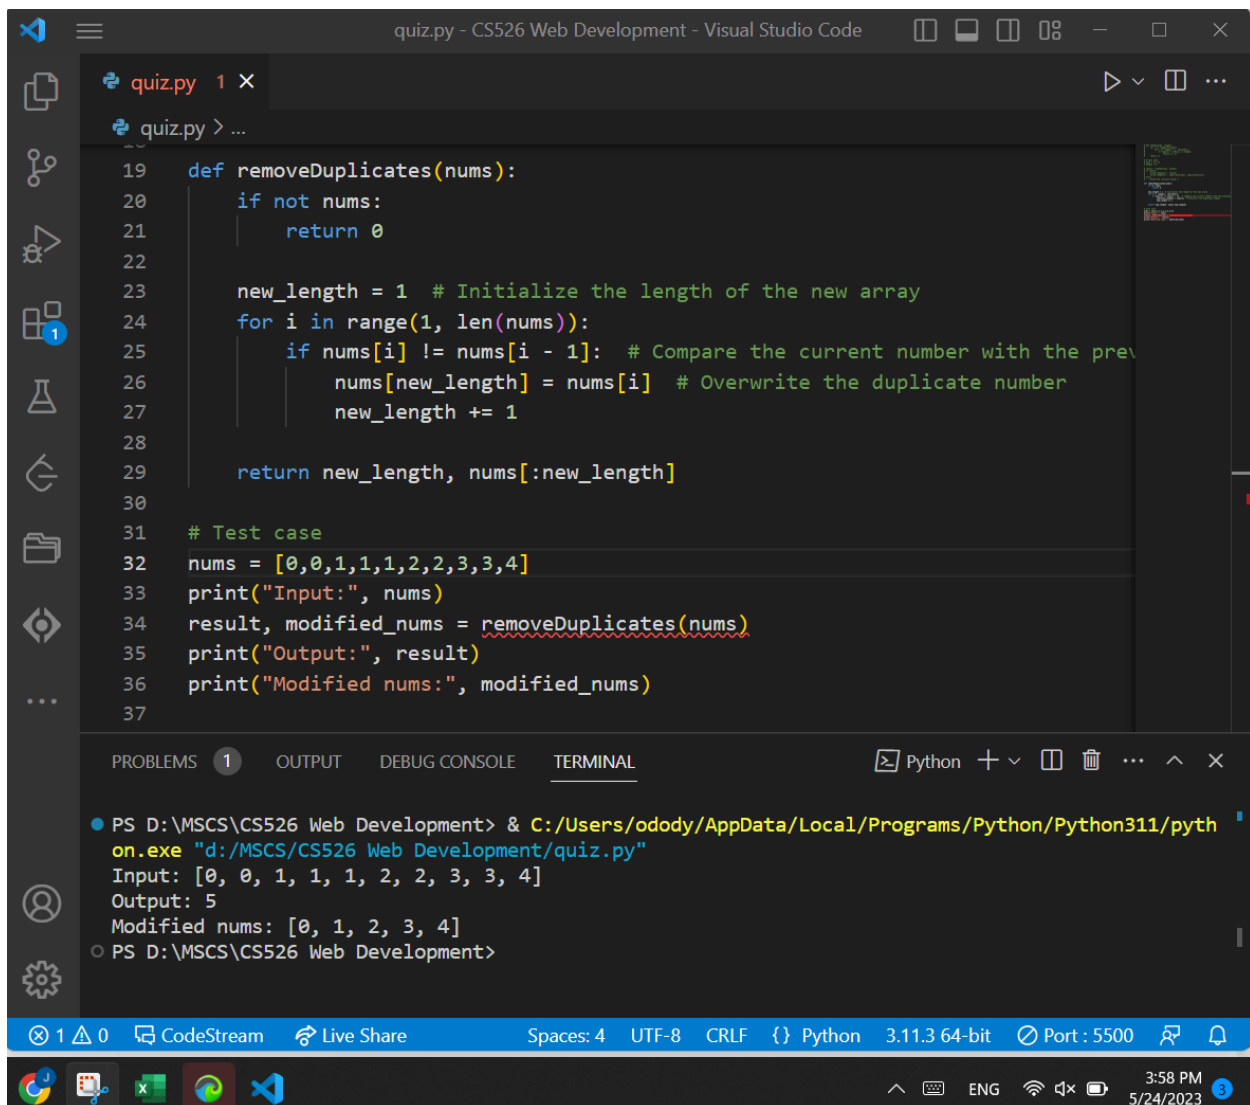 quiz.py - CS526 Web Development - Visual Studio Code
quiz.py 1
quiz.py > ...
19 def removeDuplicates(nums):
20     if not nums:
21         return 0
22
23     new_length = 1  # Initialize the length of the new array
24     for i in range(1, len(nums)):
25         if nums[i] != nums[i - 1]:  # Compare the current number with the
26             nums[new_length] = nums[i]  # Overwrite the duplicate number
27             new_length += 1
28
29     return new_length, nums[:new_length]
30
31 # Test case
32 nums = [0,0,1,1,1,2,2,3,3,4]
33 print("Input:", nums)
34 result, modified_nums = removeDuplicates(nums)
35 print("Output:", result)
36 print("Modified nums:", modified_nums)
37
PROBLEMS 1 OUTPUT DEBUG CONSOLE TERMINAL Python
PS D:\MSCS\CS526 Web Development> & C:/Users/odody/AppData/Local/Programs/Python/Python311/pyth
on.exe "d:/MSCS/CS526 Web Development/quiz.py"
Input: [0, 0, 1, 1, 1, 2, 2, 3, 3, 4]
Output: 5
Modified nums: [0, 1, 2, 3, 4]
PS D:\MSCS\CS526 Web Development>
1 0 CodeStream Live Share Spaces: 4 UTF-8 CRLF {} Python 3.11.3 64-bit Port : 5500
ENG 3:58 PM
5/24/2023 3